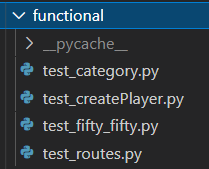 functional
__pycache__
test_category.py
test_createPlayer.py
test_fifty_fifty.py
test_routes.py